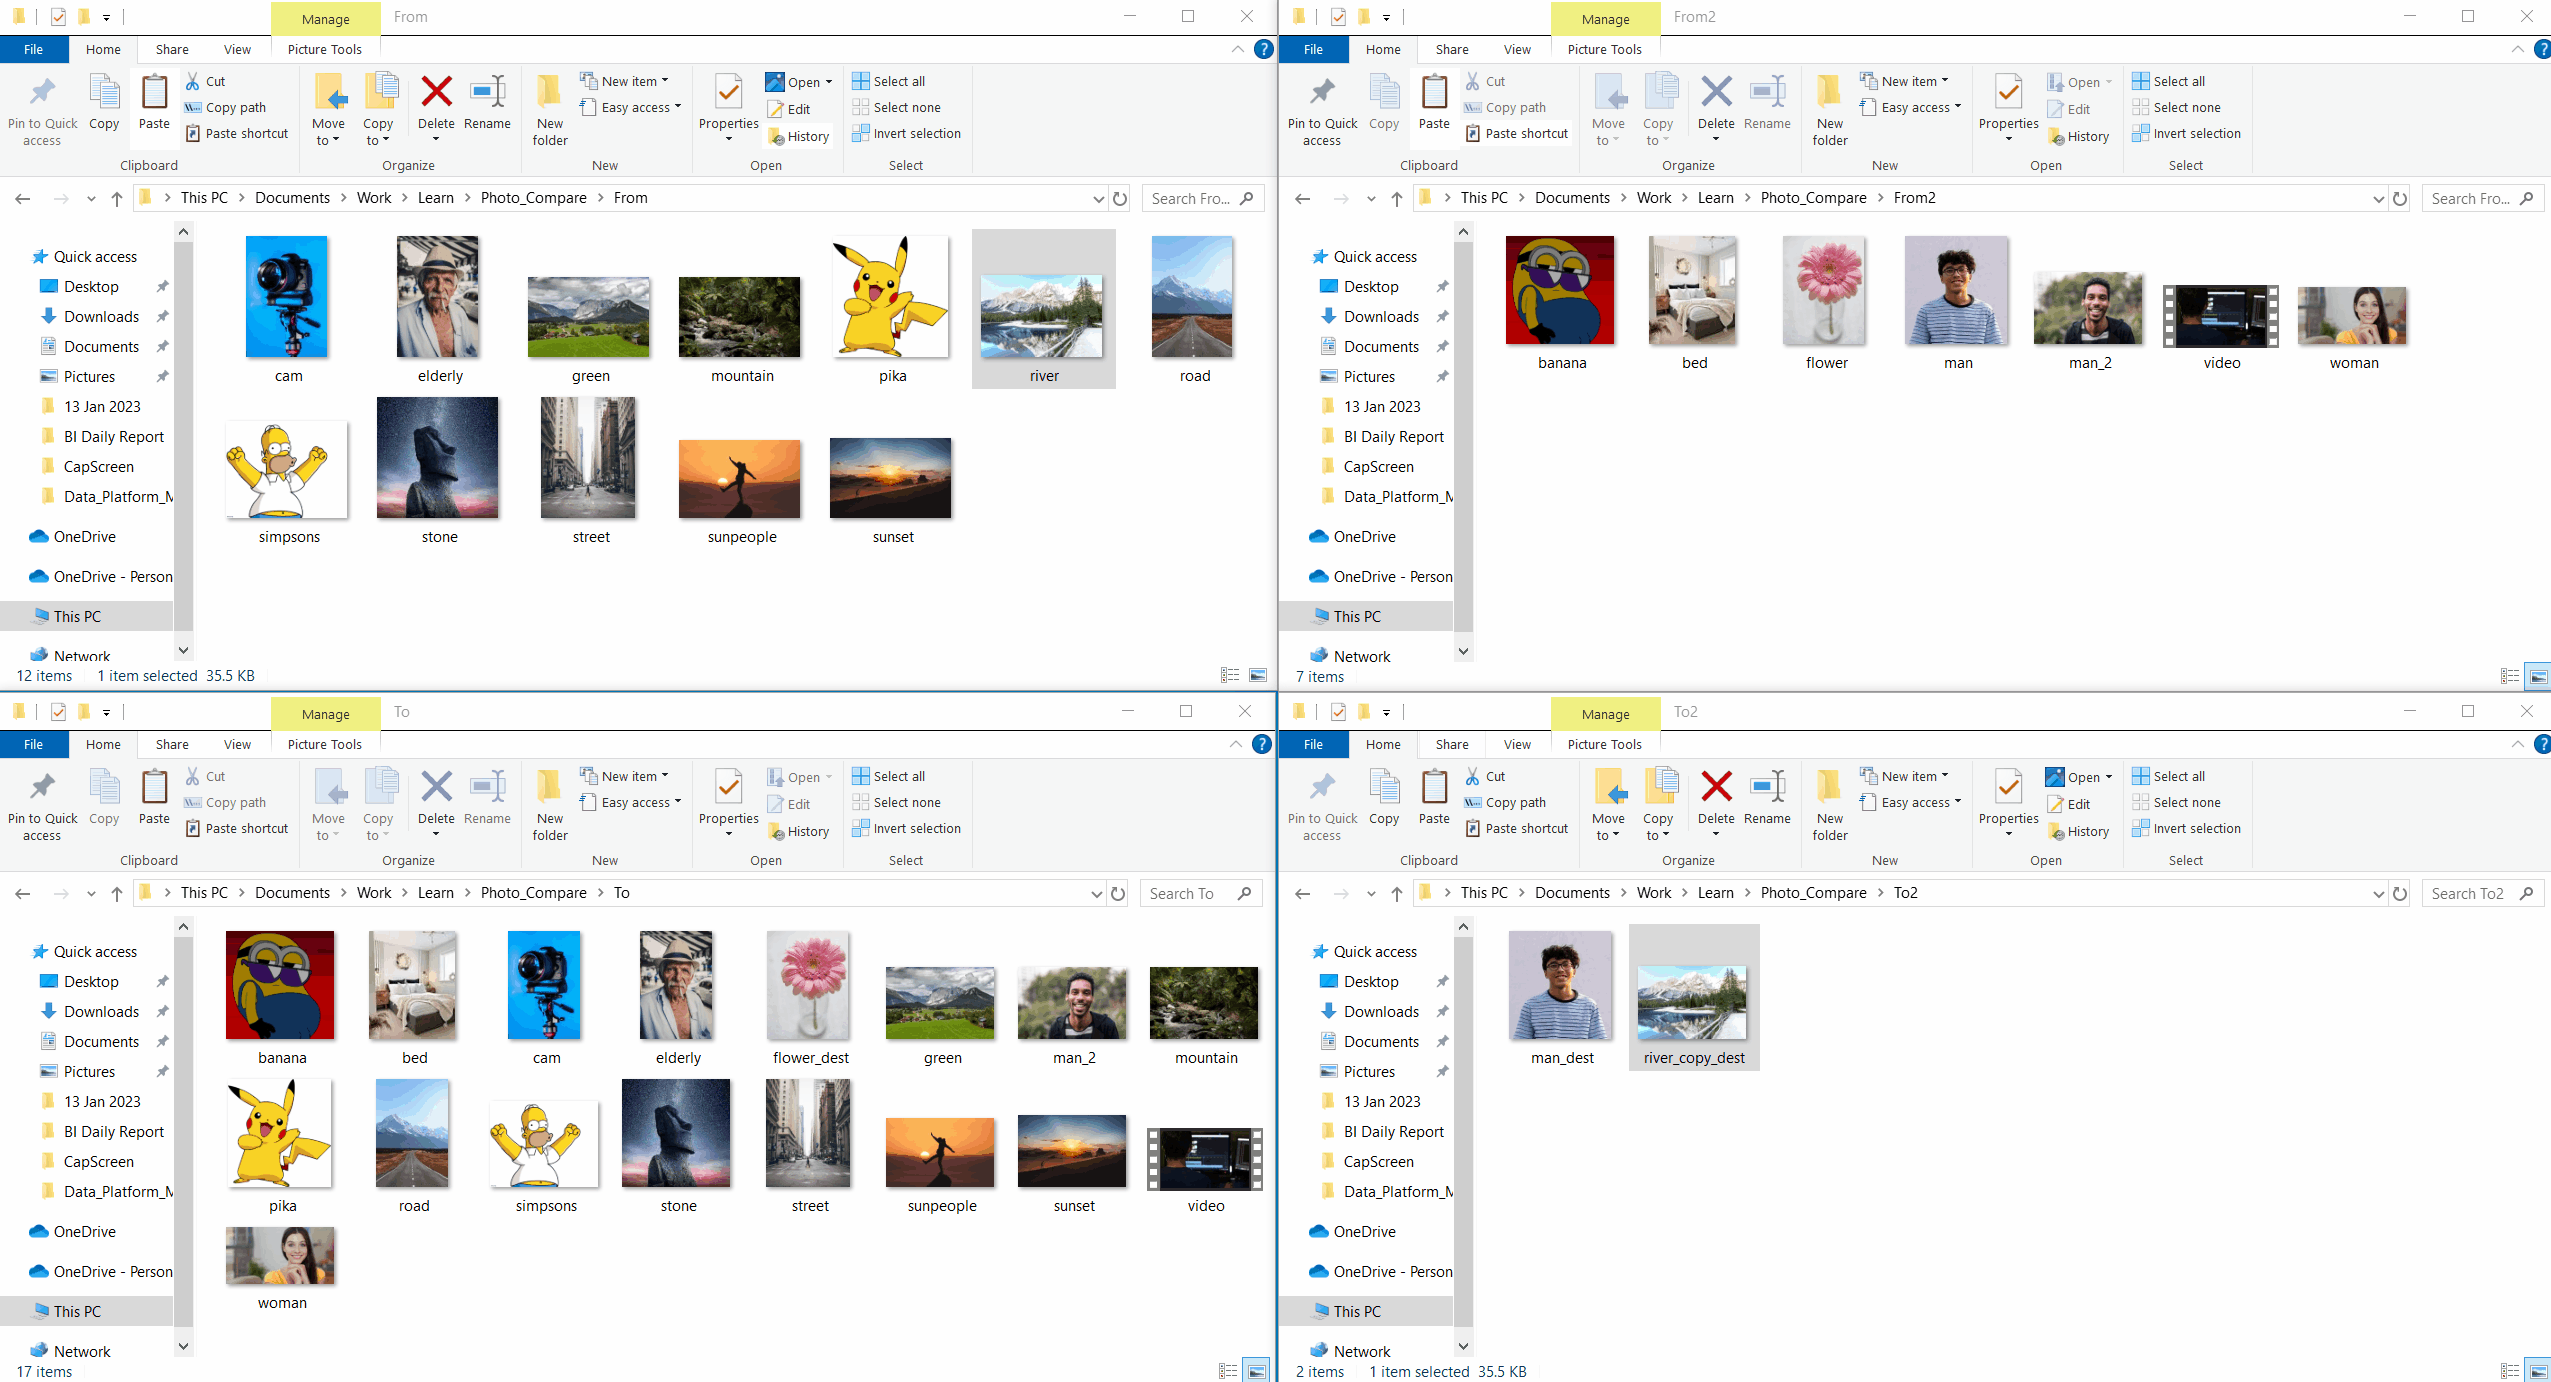 Manage From
File Home Share View Picture Tools
Pin to Quick access Copy Paste Cut Copy path Paste shortcut Move to Copy to Delete Rename New folder New item Easy access Properties Open Edit History Select all Select none Invert selection
Clipboard Organize New Open Select
This PC Documents Work Learn Photo_Compare From Search Fro...
Quick access
Desktop
Downloads
Documents
Pictures
13 Jan 2023
BI Daily Report
CapScreen
Data_Platform_M
OneDrive
OneDrive - Person
This PC
Network
cam elderly green mountain pika river road
simpsons stone street sunpeople sunset
12 items 1 item selected 35.5 KB
Manage From2
File Home Share View Picture Tools
Pin to Quick access Copy Paste Cut Copy path Paste shortcut Move to Copy to Delete Rename New folder New item Easy access Properties Open Edit History Select all Select none Invert selection
Clipboard Organize New Open Select
This PC Documents Work Learn Photo_Compare From2 Search Fro...
Quick access
Desktop
Downloads
Documents
Pictures
13 Jan 2023
BI Daily Report
CapScreen
Data_Platform_M
OneDrive
OneDrive - Person
This PC
Network
banana bed flower man man_2 video woman
7 items
Manage To
File Home Share View Picture Tools
Pin to Quick access Copy Paste Cut Copy path Paste shortcut Move to Copy to Delete Rename New folder New item Easy access Properties Open Edit History Select all Select none Invert selection
Clipboard Organize New Open Select
This PC Documents Work Learn Photo_Compare To Search To
Quick access
Desktop
Downloads
Documents
Pictures
13 Jan 2023
BI Daily Report
CapScreen
Data_Platform_M
OneDrive
OneDrive - Person
This PC
Network
banana bed cam elderly flower_dest green man_2 mountain
pika road simpsons stone street sunpeople sunset video
woman
17 items
Manage To2
File Home Share View Picture Tools
Pin to Quick access Copy Paste Cut Copy path Paste shortcut Move to Copy to Delete Rename New folder New item Easy access Properties Open Edit History Select all Select none Invert selection
Clipboard Organize New Open Select
This PC Documents Work Learn Photo_Compare To2 Search To2
Quick access
Desktop
Downloads
Documents
Pictures
13 Jan 2023
BI Daily Report
CapScreen
Data_Platform_M
OneDrive
OneDrive - Person
This PC
Network
man_dest river_copy_dest
2 items 1 item selected 35.5 KB